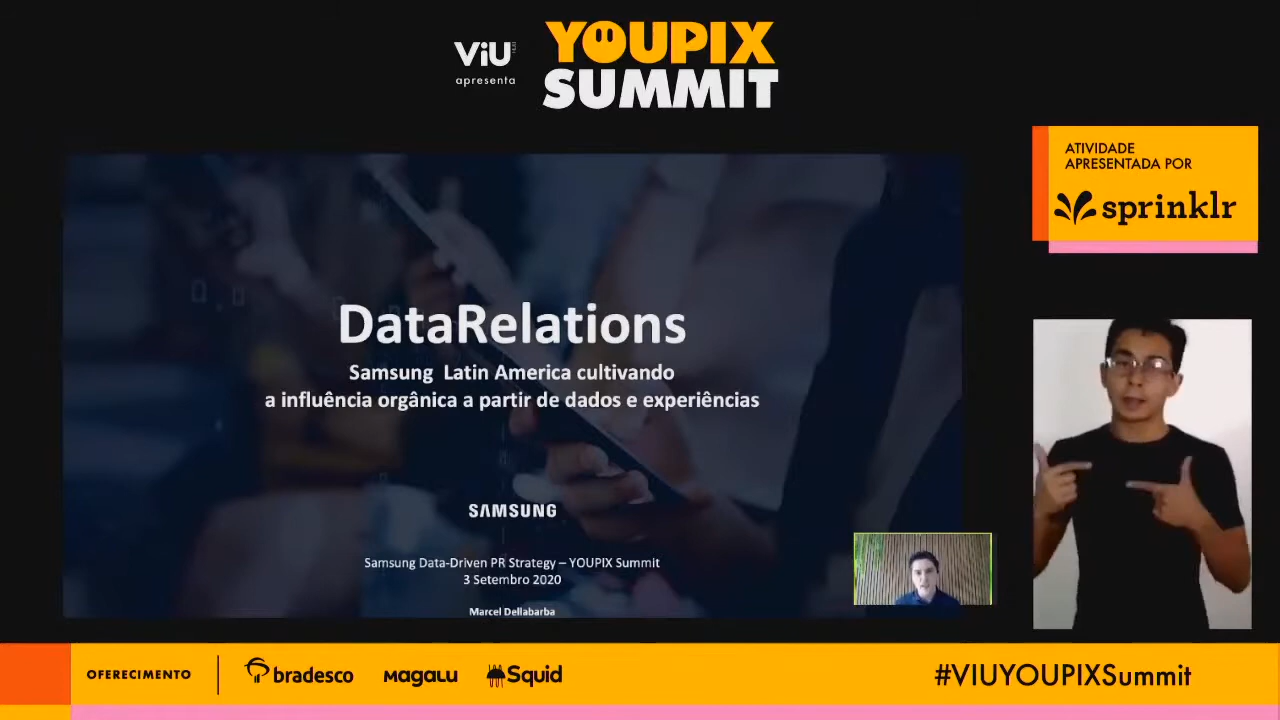 ViU
apresenta
YOUPIX
SUMMIT
ATIVIDADE
APRESENTADA POR
sprinklr
DataRelations
Samsung Latin America cultivando
a influência orgânica a partir de dados e experiências
SAMSUNG
Samsung Data-Driven PR Strategy – YOUPIX Summit
3 Setembro 2020
Marcel Dellabarba
OFERECIMENTO
bradesco
MAGALU
Squid
#VIUYOUPIXSummit